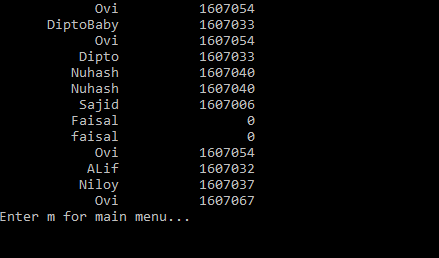 Ovi 1607054
DiptoBaby 1607033
Ovi 1607054
Dipto 1607033
Nuhash 1607040
Nuhash 1607040
Sajid 1607006
Faisal 0
faisal 0
Ovi 1607054
ALif 1607032
Niloy 1607037
Ovi 1607067
Enter m for main menu...